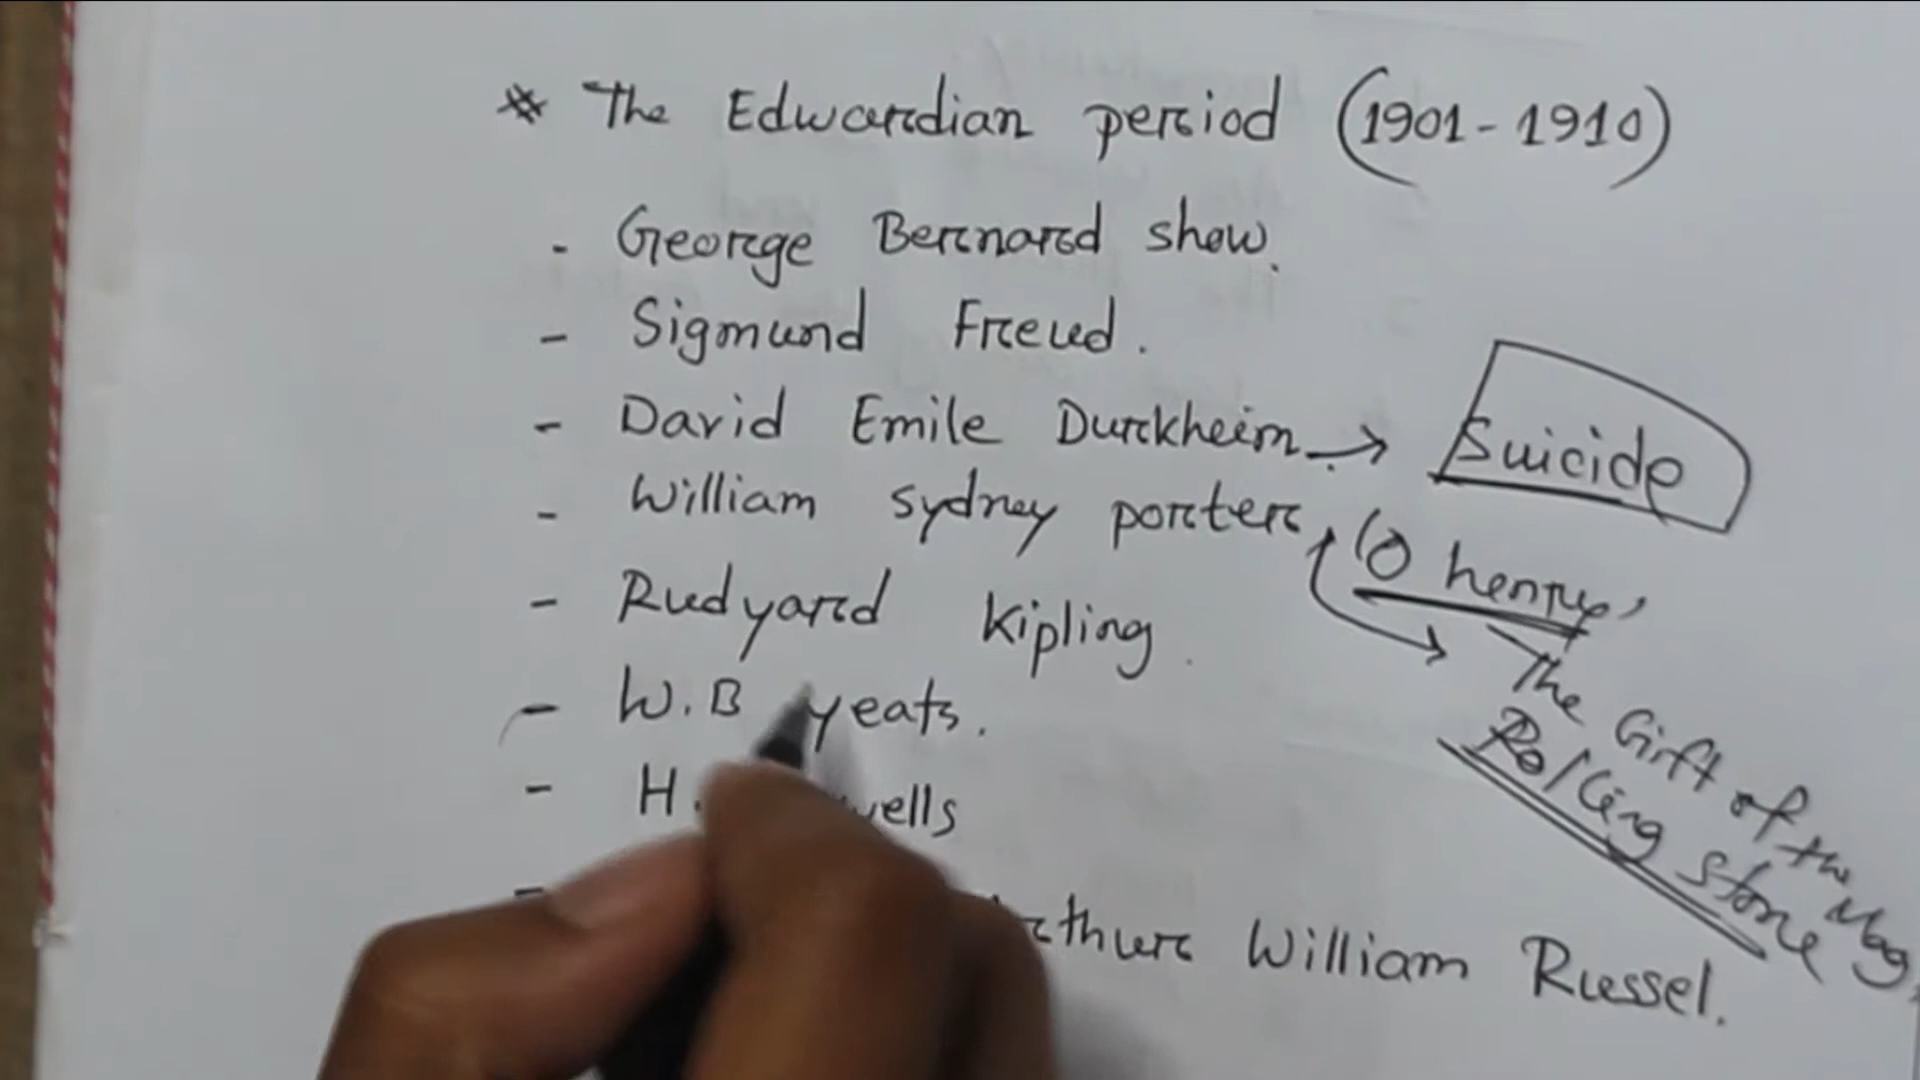 * The Edwardian period (1901-1910)
- George Bernard show.
- Sigmund Freud.
- David Emile Durkheim. → Suicide
- William sydney porter, (O henry,
The Gift of the Mag
Rolling stone
- Rudyard Kipling.
- W.B yeats.
- H. wells
- rthur William Russel.